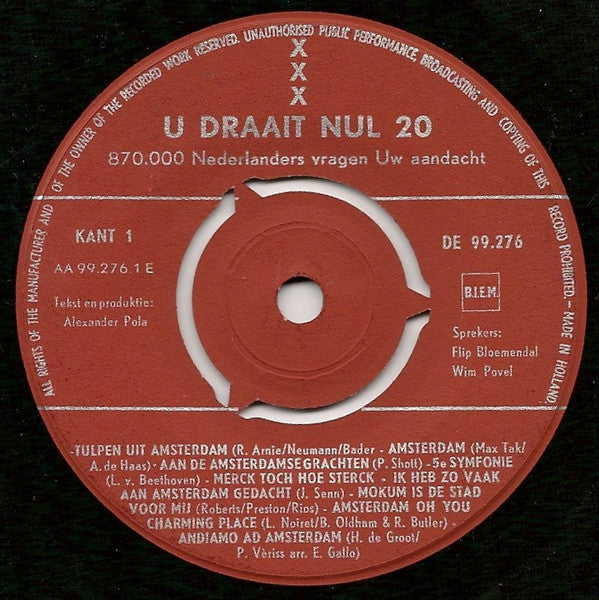 ALL RIGHTS OF THE MANUFACTURER AND OF THE OWNER OF THE RECORDED WORK RESERVED. UNAUTHORISED PUBLIC PERFORMANCE, BROADCASTING AND COPYING OF THIS RECORD PROHIBITED.- MADE IN HOLLAND
X
X
X
U DRAAIT NUL 20
870.000 Nederlanders vragen Uw aandacht
KANT 1
AA 99.276.1 E
Tekst en produktie:
Alexander Pola
DE 99.276
B.I.E.M.
Sprekers:
Flip Bloemendal
Wim Povel
-TULPEN UIT AMSTERDAM (R. Arnie/Neumann/Bader - AMSTERDAM (Max Tak/
A. de Haas)- AAN DE AMSTERDAMSE GRACHTEN (P. Shott) - 5e SYMFONIE
(L. v. Beethoven) - MERCK TOCH HOE STERCK - IK HEB ZO VAAK
AAN AMSTERDAM GEDACHT (J. Senn) - MOKUM IS DE STAD
VOOR MIJ (Roberts/Preston/Rios) - AMSTERDAM OH YOU
CHARMING PLACE (L. Noiret/B. Oldham & R. Butler) -
ANDIAMO AD AMSTERDAM (H. de Groot/
P. Vèriss arr. E. Gallo)